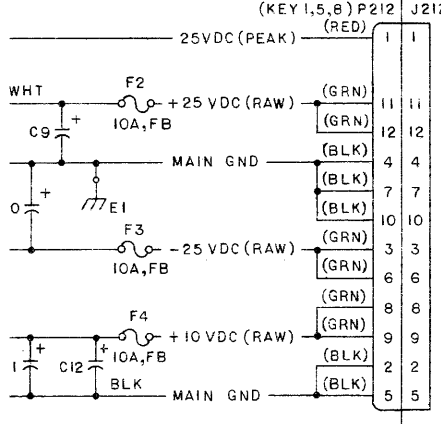 (KEY 1,5,8) P212 J212
(RED)
25VDC (PEAK) 1 1
WHT F2 +25 VDC (RAW) (GRN) 11 11
10A, FB (GRN) 12 12
C9 +
MAIN GND (BLK) 4 4
(BLK) 7 7
E1 (BLK) 10 10
0 +
F3 -25 VDC (RAW) (GRN) 3 3
10A, FB (GRN) 6 6
(GRN) 8 8
F4 +10 VDC (RAW) (GRN) 9 9
10A, FB
1 + C12 + (BLK) 2 2
BLK MAIN GND (BLK) 5 5